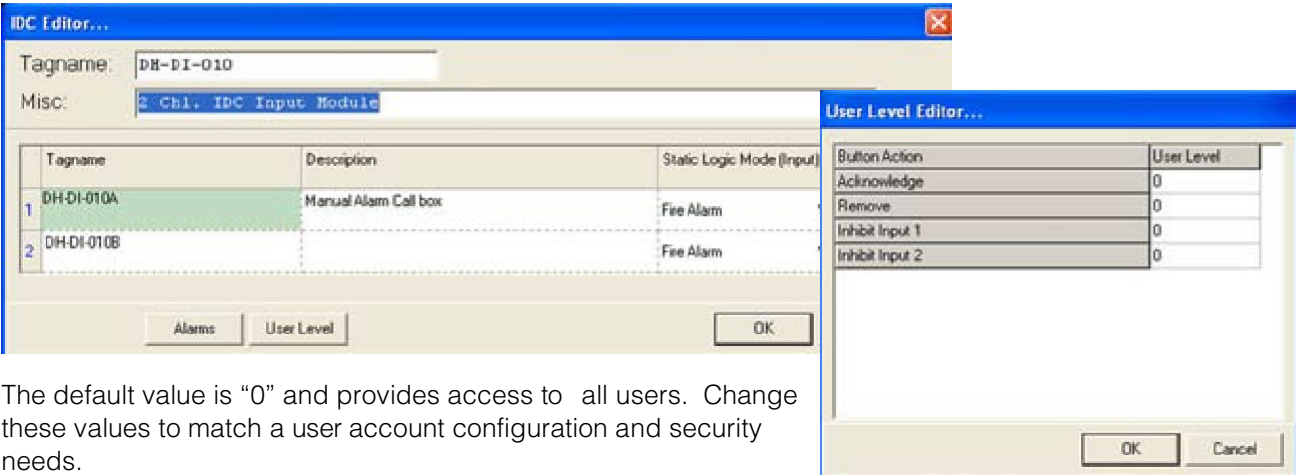 IDC Editor...
Tagname: DH-DI-010
Misc: 2 Chl. IDC Input Module
Tagname Description Static Logic Mode (Input)
1 DH-DI-010A Manual Alarm Call box Fire Alarm
2 DH-DI-010B Fire Alarm
Alarms User Level OK
User Level Editor...
Button Action User Level
Acknowledge 0
Remove 0
Inhibit Input 1 0
Inhibit Input 2 0
OK Cancel
The default value is “0” and provides access to all users. Change
these values to match a user account configuration and security
needs.